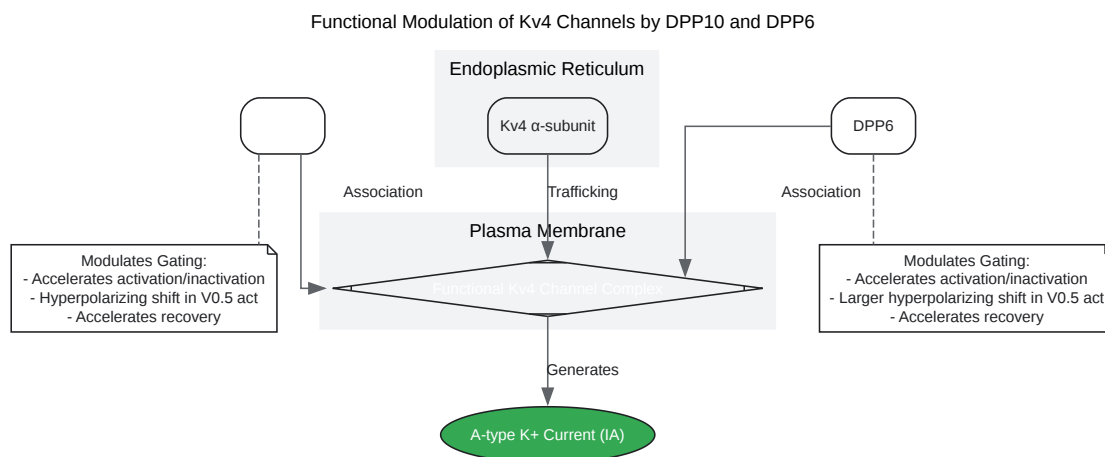 Functional Modulation of Kv4 Channels by DPP10 and DPP6
Endoplasmic Reticulum
Kv4 α-subunit
DPP6
Association
Trafficking
Association
Plasma Membrane
Modulates Gating:
- Accelerates activation/inactivation
- Hyperpolarizing shift in V0.5 act
- Accelerates recovery
Functional Kv4 Channel Complex
Modulates Gating:
- Accelerates activation/inactivation
- Larger hyperpolarizing shift in V0.5 act
- Accelerates recovery
Generates
A-type K+ Current (IA)